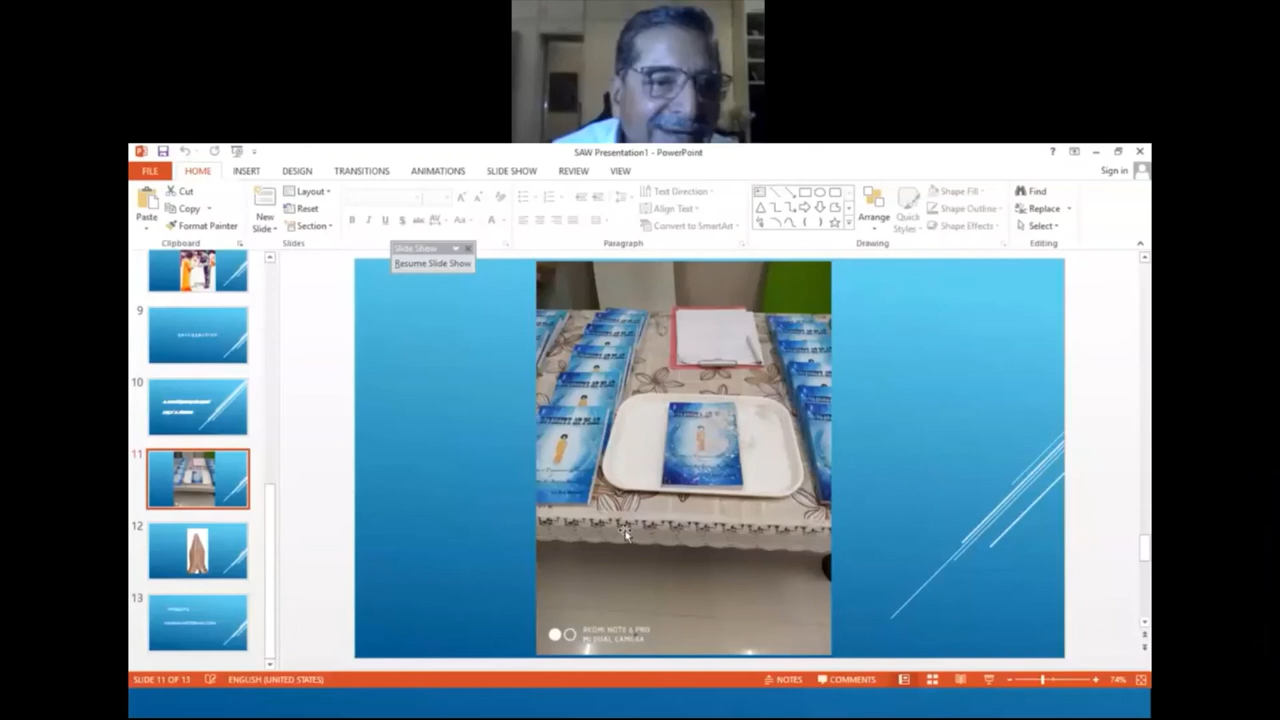 SAW Presentation1 - PowerPoint
Sign in
FILE HOME INSERT DESIGN TRANSITIONS ANIMATIONS SLIDE SHOW REVIEW VIEW
Paste
Cut
Copy
Format Painter
Clipboard
New Slide
Layout
Reset
Section
Slides
Text Direction
Align Text
Convert to SmartArt
Paragraph
Arrange
Quick Styles
Shape Fill
Shape Outline
Shape Effects
Drawing
Find
Replace
Select
Editing
Slide Show
Resume Slide Show
9
10
11
12
13
REDMI NOTE 6 PRO
MI DUAL CAMERA
SLIDE 11 OF 13 ENGLISH (UNITED STATES) NOTES COMMENTS 74%